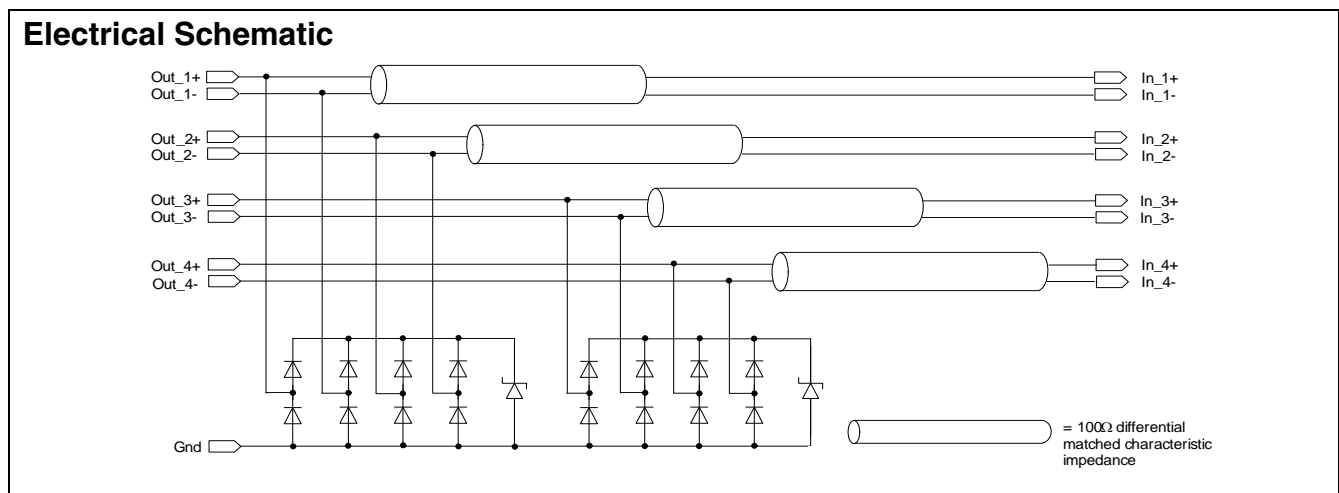 Electrical Schematic
Out_1+
In_1+
Out_1-
In_1-
Out_2+
In_2+
Out_2-
In_2-
Out_3+
In_3+
Out_3-
In_3-
Out_4+
In_4+
Out_4-
In_4-
Gnd
= 100Ω differential
matched characteristic
impedance